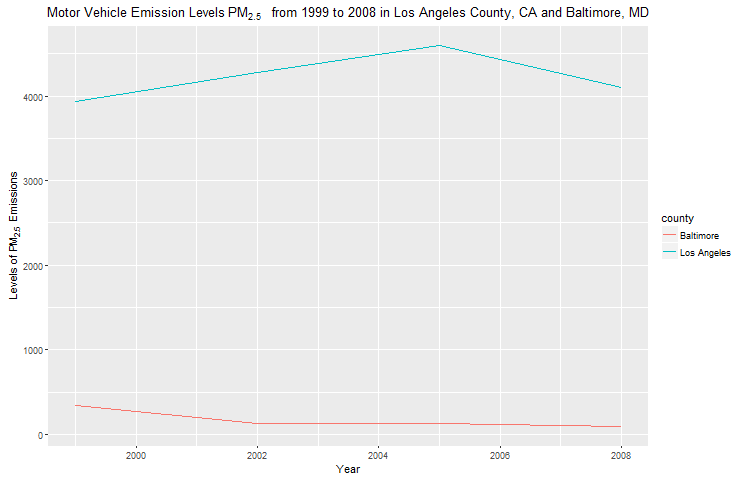 Motor Vehicle Emission Levels PM2.5 from 1999 to 2008 in Los Angeles County, CA and Baltimore, MD
Levels of PM2.5 Emissions
4000
3000
2000
1000
0
2000
2002
2004
2006
2008
Year
county
Baltimore
Los Angeles